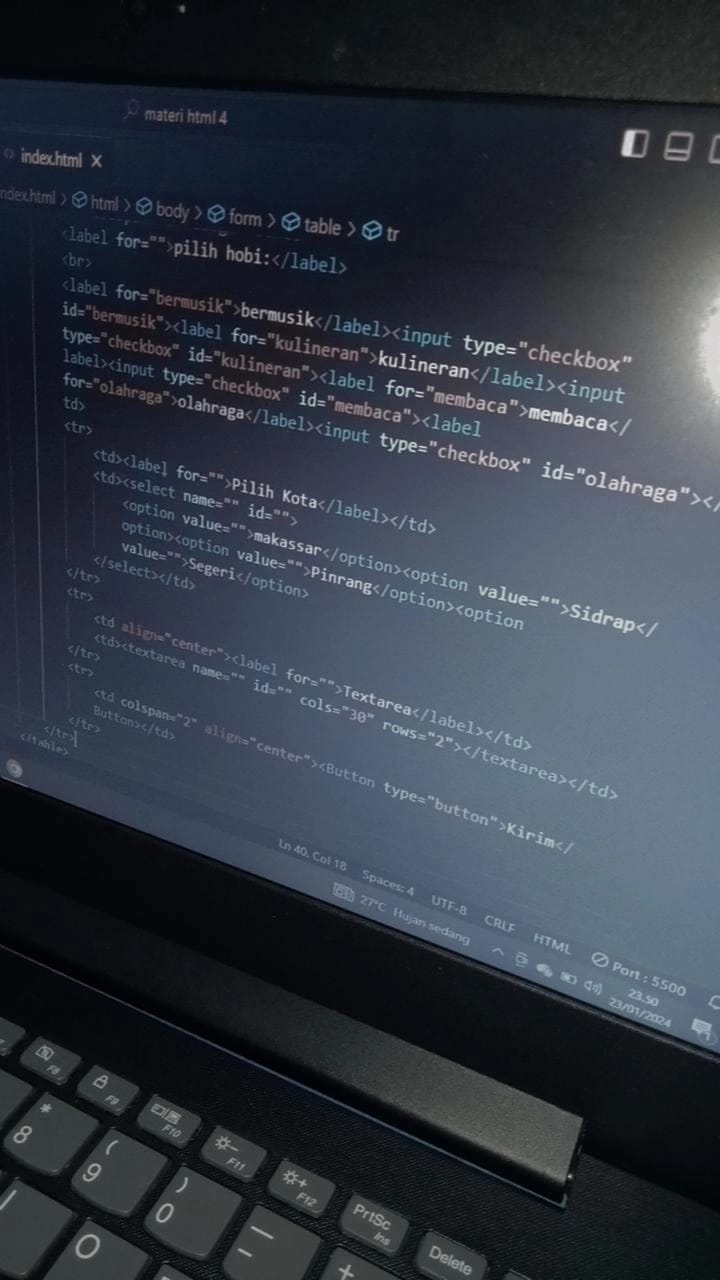 materi html 4
index.html X
ndex.html > html > body > form > table > tr
<label for="">pilih hobi:</label>
<br>
<label for="bermusik">bermusik</label><input type="checkbox"
id="bermusik"><label for="kulineran">kulineran</label><input
type="checkbox" id="kulineran"><label for="membaca">membaca</
label><input type="checkbox" id="membaca"><label
for="olahraga">olahraga</label><input type="checkbox" id="olahraga"></
td>
<tr>
<td><label for="">Pilih Kota</label></td>
<td><select name="" id="">
<option value="">makassar</option><option value="">Sidrap</
option><option value="">Pinrang</option><option
value="">Segeri</option>
</select></td>
</tr>
<tr>
<td align="center"><label for="">Textarea</label></td>
<td><textarea name="" id="" cols="30" rows="2"></textarea></td>
</tr>
<tr>
<td colspan="2" align="center"><Button type="button">Kirim</
Button></td>
</tr>
</tr>
</table>
Ln 40, Col 18 Spaces: 4 UTF-8 CRLF HTML Port : 5500
27°C Hujan sedang
23.50
23/01/2024
F8 F9 F10 F11 F12 PrtSc Ins Delete
* 8 ( 9 ) 0 — - +
O